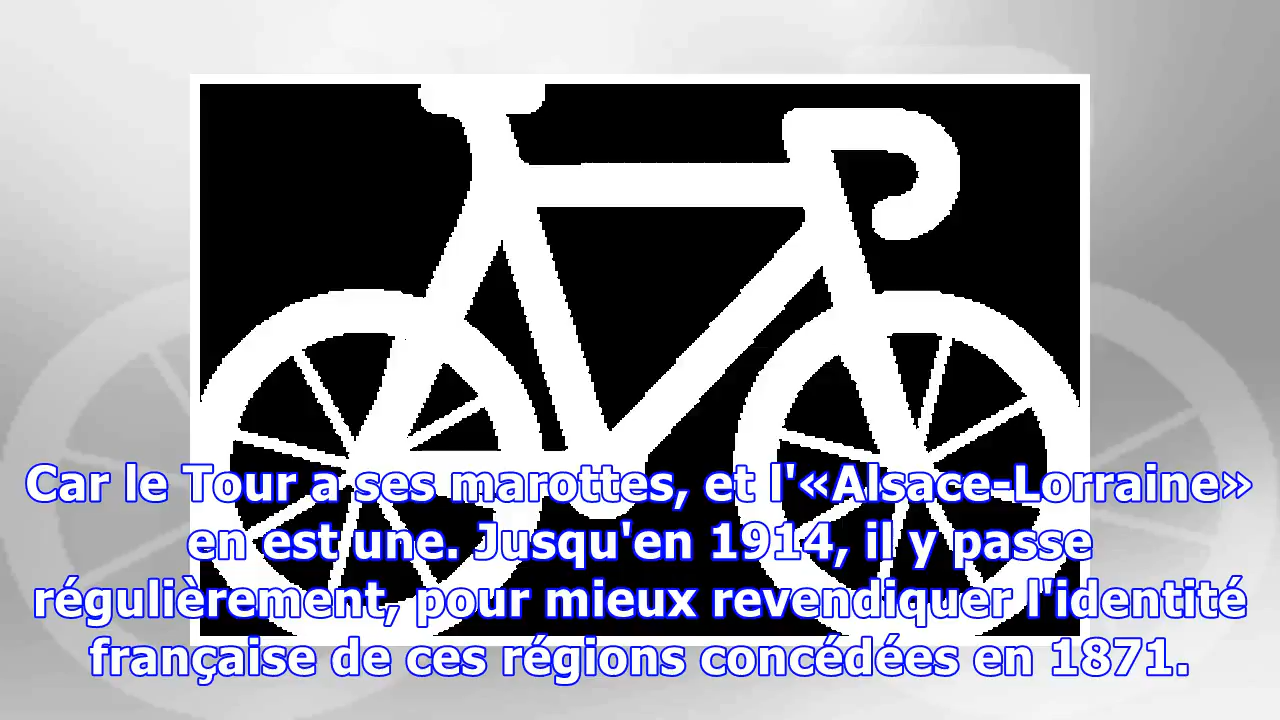 Car le Tour a ses marottes, et l'«Alsace-Lorraine»
en est une. Jusqu'en 1914, il y passe
régulièrement, pour mieux revendiquer l'identité
française de ces régions concédées en 1871.